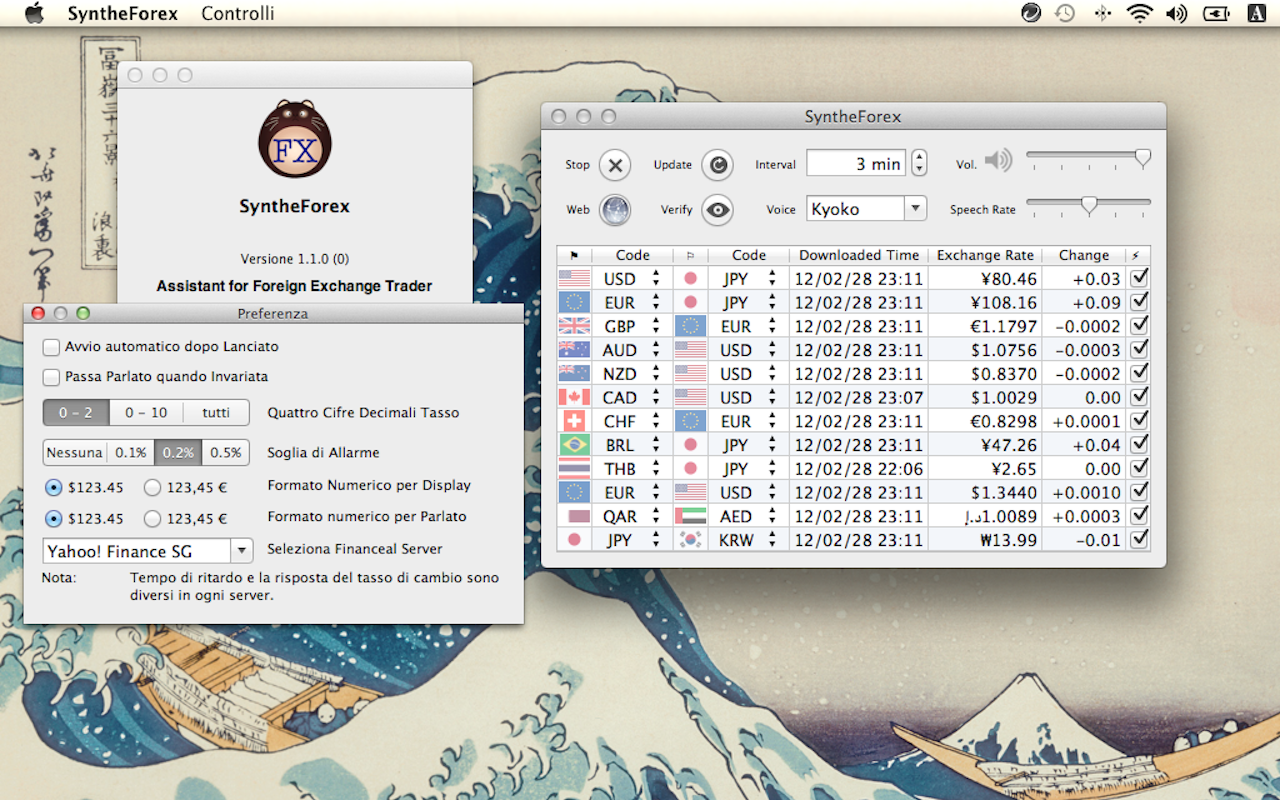 SyntheForex Controlli
冨嶽三十六景
浪裏
FX
SyntheForex
Versione 1.1.0 (0)
Assistant for Foreign Exchange Trader
Preferenza
Avvio automatico dopo Lanciato
Passa Parlato quando Invariata
0 – 2 0 – 10 tutti Quattro Cifre Decimali Tasso
Nessuna 0.1% 0.2% 0.5% Soglia di Allarme
$123.45 123,45 € Formato Numerico per Display
$123.45 123,45 € Formato numerico per Parlato
Yahoo! Finance SG Seleziona Financeal Server
Nota: Tempo di ritardo e la risposta del tasso di cambio sono
diversi in ogni server.
SyntheForex
Stop Update Interval 3 min Vol.
Web Verify Voice Kyoko Speech Rate
Code Code Downloaded Time Exchange Rate Change
USD JPY 12/02/28 23:11 ¥80.46 +0.03
EUR JPY 12/02/28 23:11 ¥108.16 +0.09
GBP EUR 12/02/28 23:11 €1.1797 -0.0002
AUD USD 12/02/28 23:11 $1.0756 -0.0003
NZD USD 12/02/28 23:11 $0.8370 -0.0002
CAD USD 12/02/28 23:07 $1.0029 0.00
CHF EUR 12/02/28 23:11 €0.8298 +0.0001
BRL JPY 12/02/28 23:11 ¥47.26 +0.04
THB JPY 12/02/28 22:06 ¥2.65 0.00
EUR USD 12/02/28 23:11 $1.3440 +0.0010
QAR AED 12/02/28 23:11 د.إ1.0089 +0.0003
JPY KRW 12/02/28 23:11 ₩13.99 -0.01